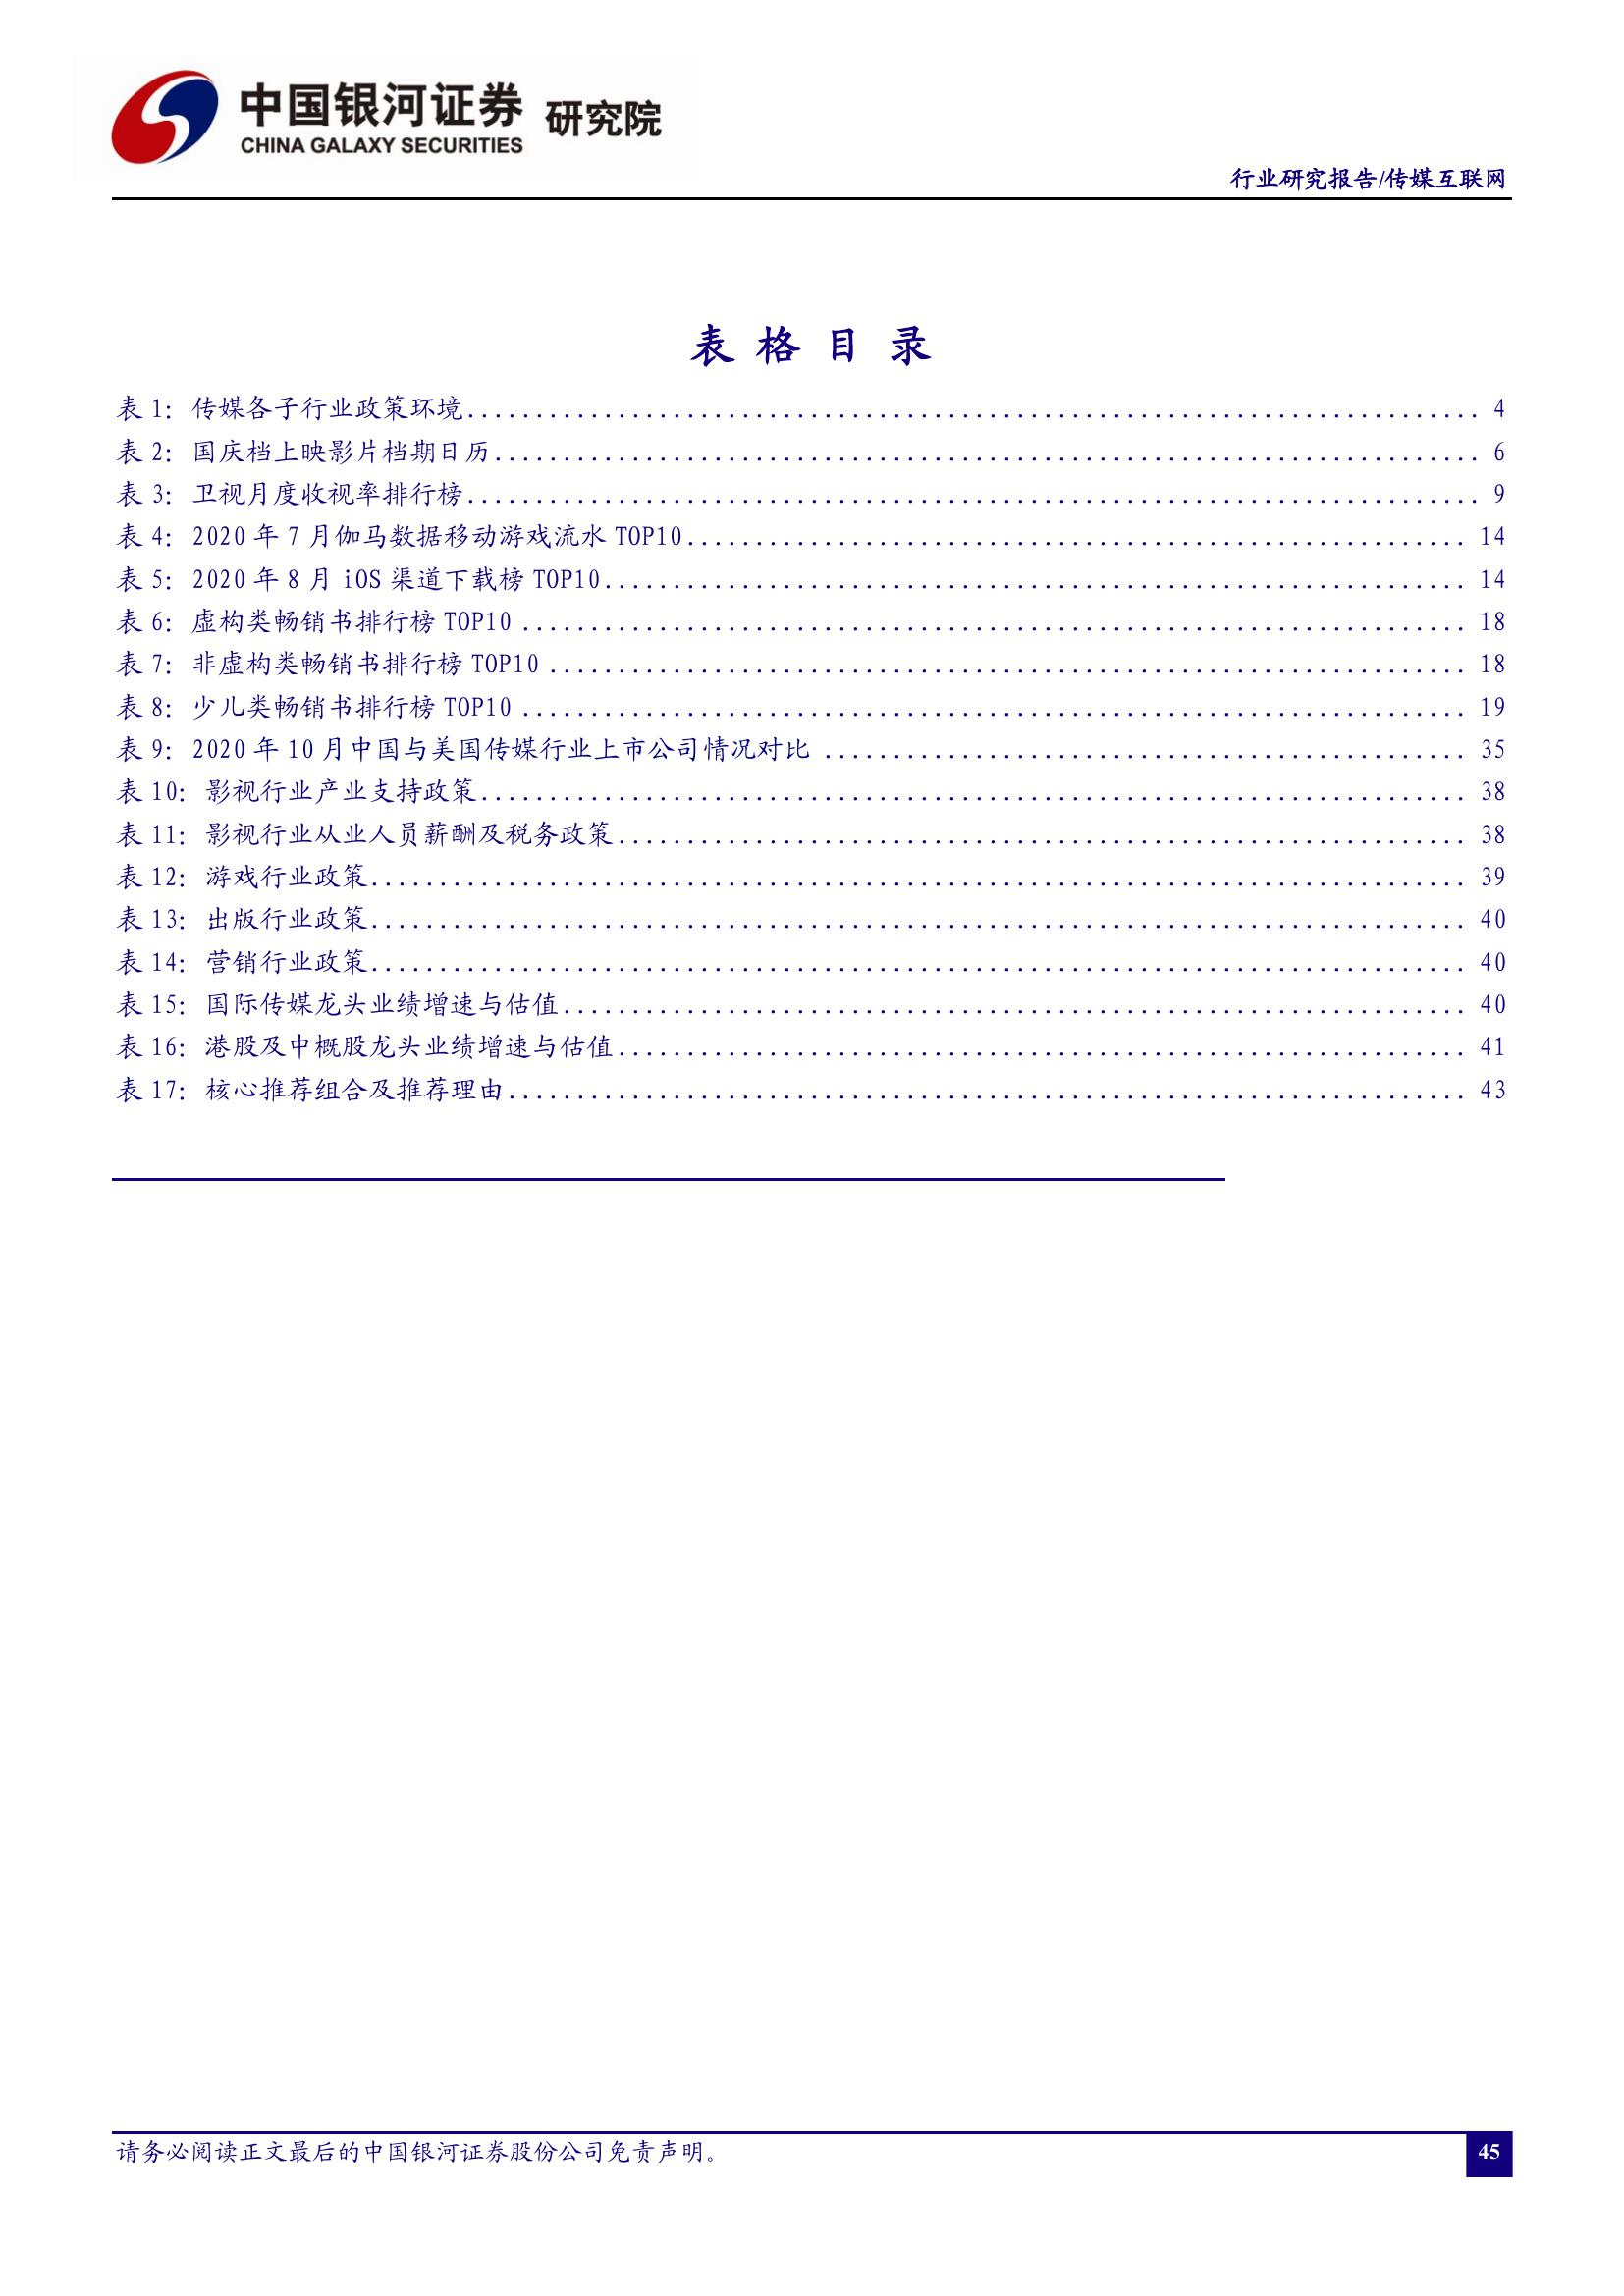 中国银河证券 研究院
CHINA GALAXY SECURITIES
行业研究报告/传媒互联网
表 格 目 录
表 1: 传媒各子行业政策环境........................................................................ 4
表 2: 国庆档上映影片档期日历...................................................................... 6
表 3: 卫视月度收视率排行榜........................................................................ 9
表 4: 2020 年 7 月伽马数据移动游戏流水 TOP10......................................................... 14
表 5: 2020 年 8 月 iOS 渠道下载榜 TOP10............................................................... 14
表 6: 虚构类畅销书排行榜 TOP10 ..................................................................... 18
表 7: 非虚构类畅销书排行榜 TOP10 ................................................................... 18
表 8: 少儿类畅销书排行榜 TOP10 ..................................................................... 19
表 9: 2020 年 10 月中国与美国传媒行业上市公司情况对比 ............................................... 35
表 10: 影视行业产业支持政策........................................................................ 38
表 11: 影视行业从业人员薪酬及税务政策.............................................................. 38
表 12: 游戏行业政策................................................................................ 39
表 13: 出版行业政策................................................................................ 40
表 14: 营销行业政策................................................................................ 40
表 15: 国际传媒龙头业绩增速与估值.................................................................. 40
表 16: 港股及中概股龙头业绩增速与估值.............................................................. 41
表 17: 核心推荐组合及推荐理由...................................................................... 43
请务必阅读正文最后的中国银河证券股份公司免责声明。
45